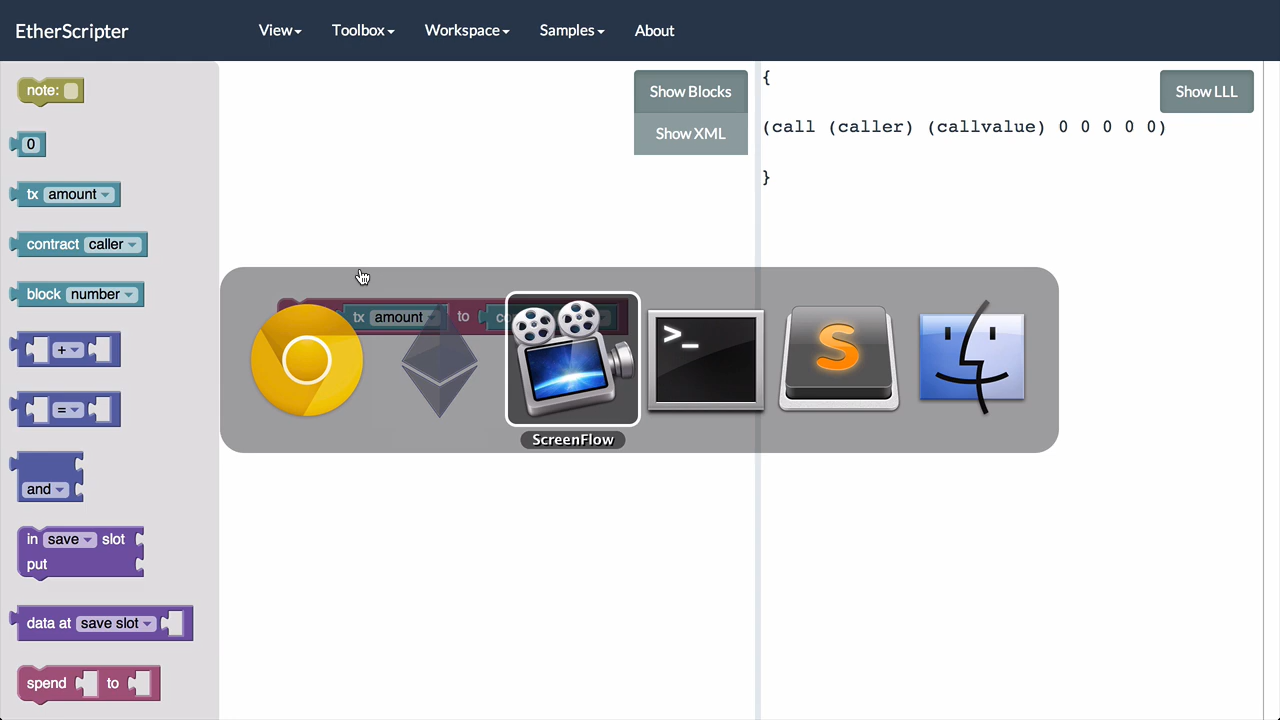 EtherScripter
View
Toolbox
Workspace
Samples
About
note:
0
tx amount
contract caller
block number
+
=
and
in save slot
put
data at save slot
spend to
Show Blocks
Show XML
tx amount to
ScreenFlow
>_
S
Show LLL
{
(call (caller) (callvalue) 0 0 0 0 0)
}